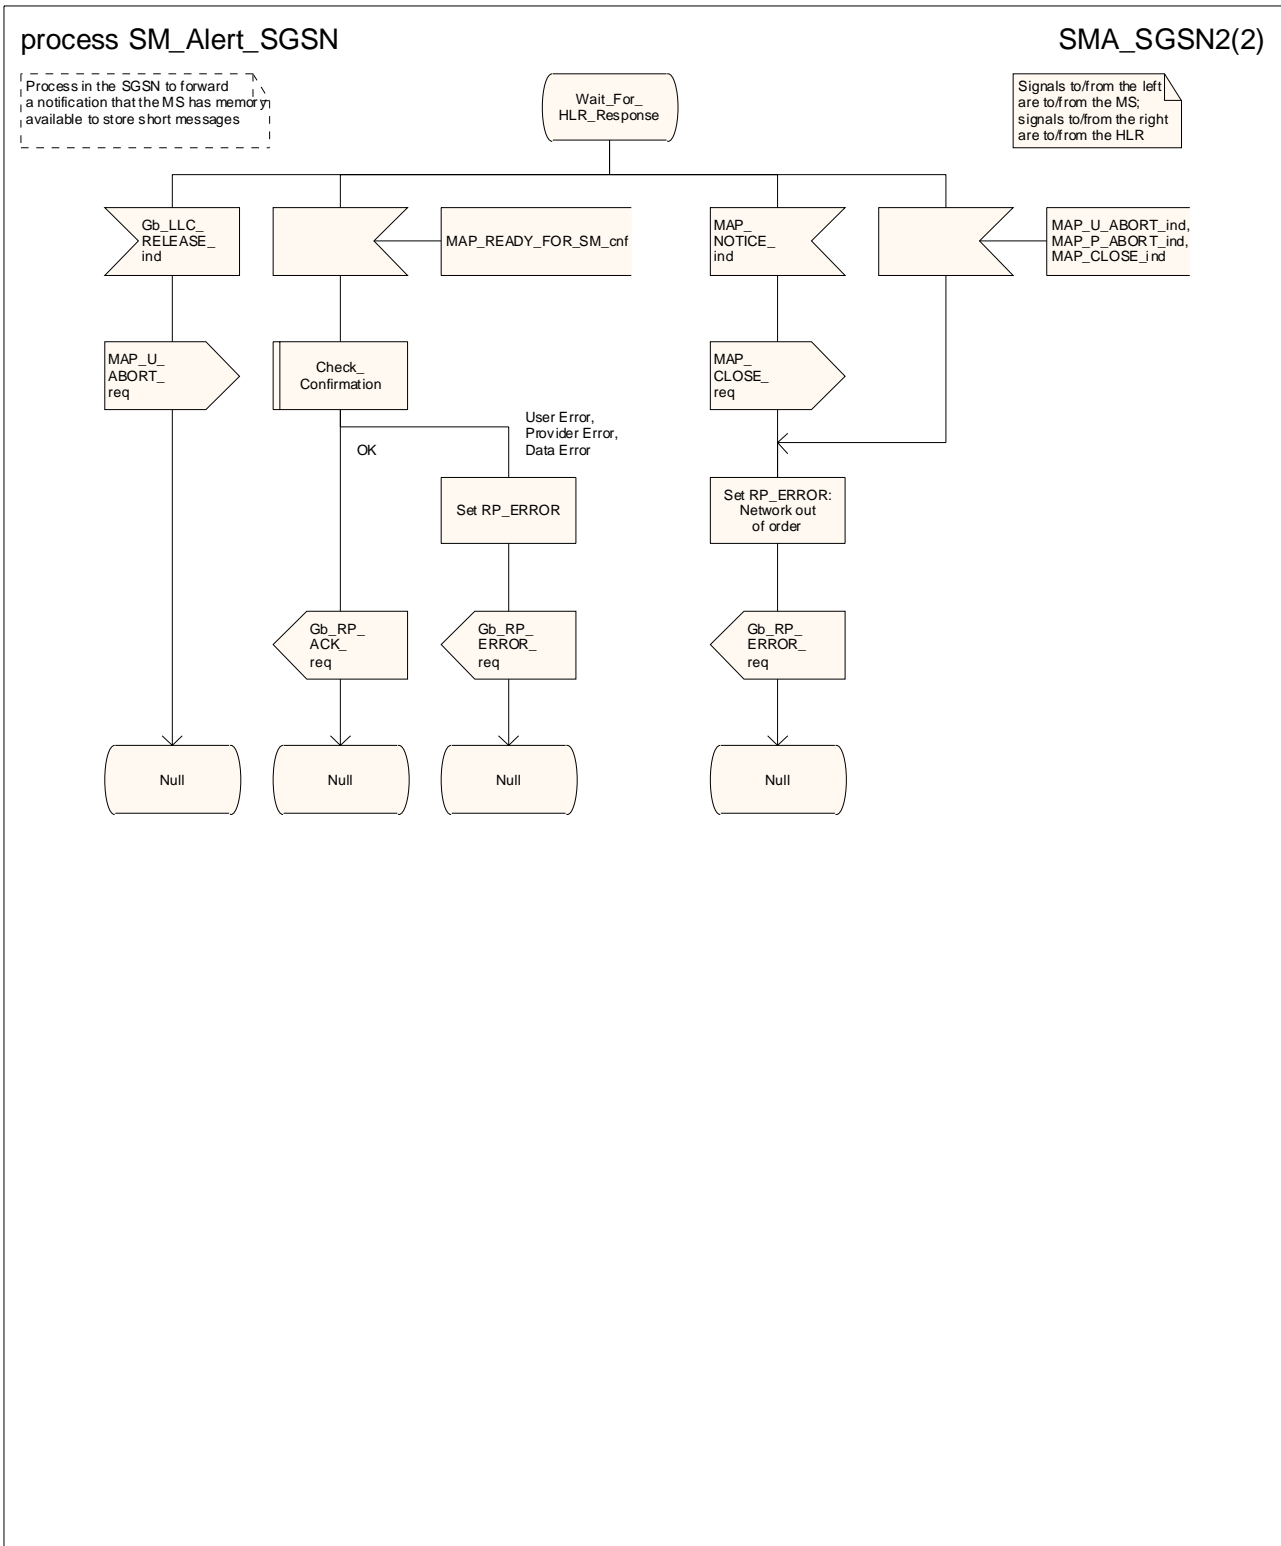 process SM_Alert_SGSN
SMA_SGSN2(2)
Process in the SGSN to forward
a notification that the MS has memory
available to store short messages
Wait_For_
HLR_Response
Signals to/from the left
are to/from the MS;
signals to/from the right
are to/from the HLR
Gb_LLC_
RELEASE_
ind
MAP_READY_FOR_SM_cnf
MAP_
NOTICE_
ind
MAP_U_ABORT_ind,
MAP_P_ABORT_ind,
MAP_CLOSE_ind
MAP_U_
ABORT_
req
Check_
Confirmation
MAP_
CLOSE_
req
User Error,
Provider Error,
Data Error
OK
Set RP_ERROR
Set RP_ERROR:
Network out
of order
Gb_RP_
ACK_
req
Gb_RP_
ERROR_
req
Gb_RP_
ERROR_
req
Null
Null
Null
Null